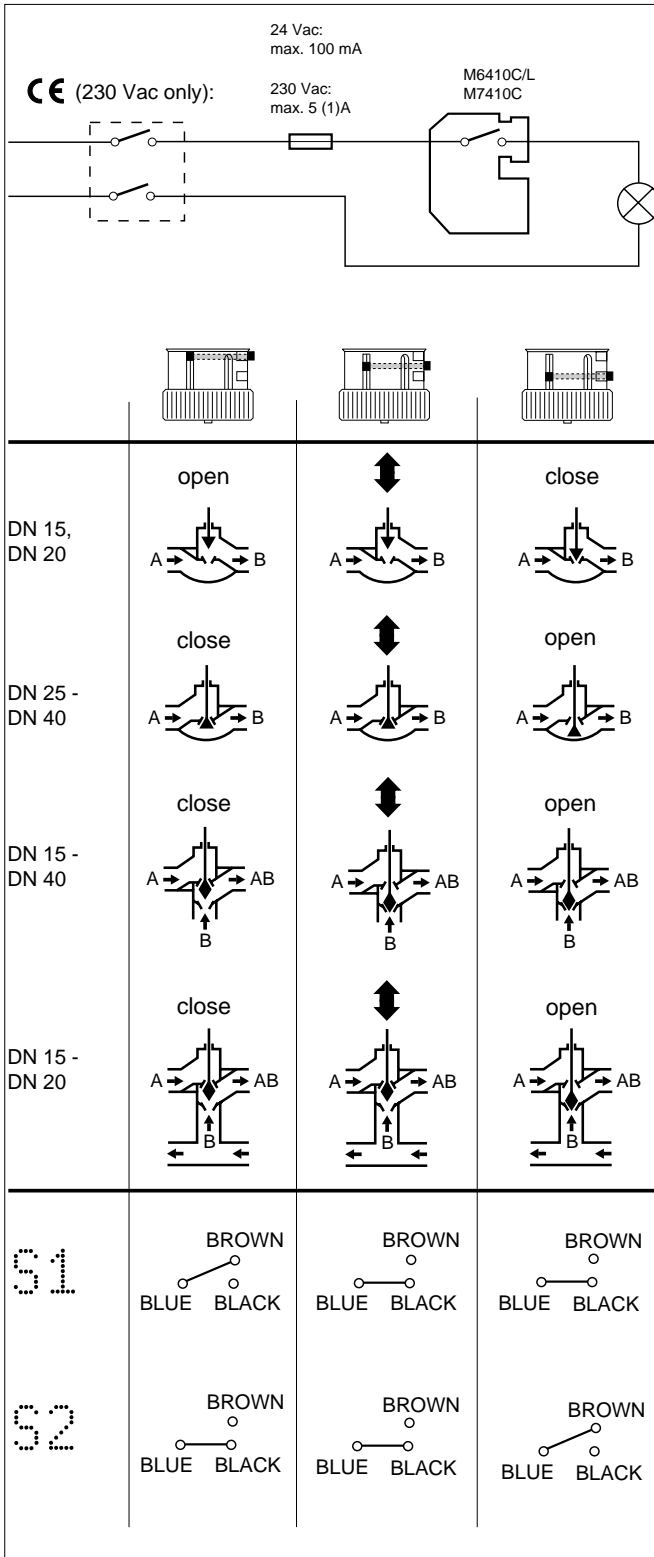 24 Vac:
max. 100 mA
CE (230 Vac only):
230 Vac:
max. 5 (1)A
M6410C/L
M7410C
open
close
DN 15,
DN 20
A B
A B
A B
close
open
DN 25 -
DN 40
A B
A B
A B
close
open
DN 15 -
DN 40
A AB
A AB
A AB
B
B
B
close
open
DN 15 -
DN 20
A AB
A AB
A AB
B
B
B
S1
BROWN
BLUE BLACK
BROWN
BLUE BLACK
BROWN
BLUE BLACK
S2
BROWN
BLUE BLACK
BROWN
BLUE BLACK
BROWN
BLUE BLACK